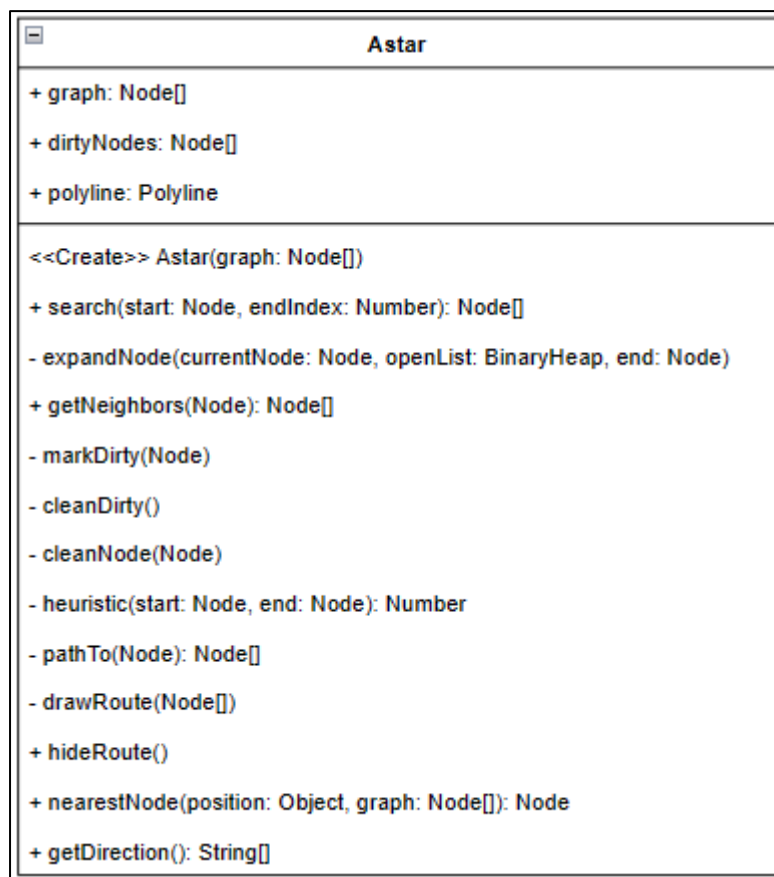 Astar
+ graph: Node[]
+ dirtyNodes: Node[]
+ polyline: Polyline
<<Create>> Astar(graph: Node[])
+ search(start: Node, endIndex: Number): Node[]
- expandNode(currentNode: Node, openList: BinaryHeap, end: Node)
+ getNeighbors(Node): Node[]
- markDirty(Node)
- cleanDirty()
- cleanNode(Node)
- heuristic(start: Node, end: Node): Number
- pathTo(Node): Node[]
- drawRoute(Node[])
+ hideRoute()
+ nearestNode(position: Object, graph: Node[]): Node
+ getDirection(): String[]